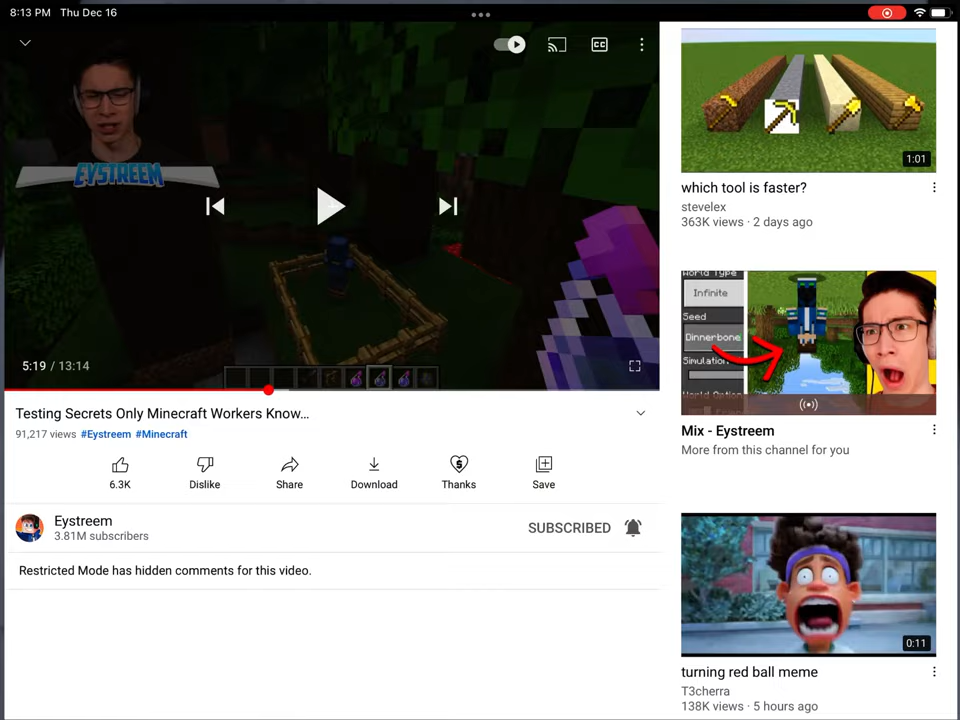 8:13 PM Thu Dec 16
CC
EYSTREEM
5:19 / 13:14
Testing Secrets Only Minecraft Workers Know...
91,217 views #Eystreem #Minecraft
6.3K
Dislike
Share
Download
Thanks
Save
Eystreem
3.81M subscribers
SUBSCRIBED
Restricted Mode has hidden comments for this video.
1:01
which tool is faster?
stevelex
363K views · 2 days ago
World Type
Infinite
Seed
Dinnerbone
Simulation
Mix - Eystreem
More from this channel for you
0:11
turning red ball meme
T3cherra
138K views · 5 hours ago